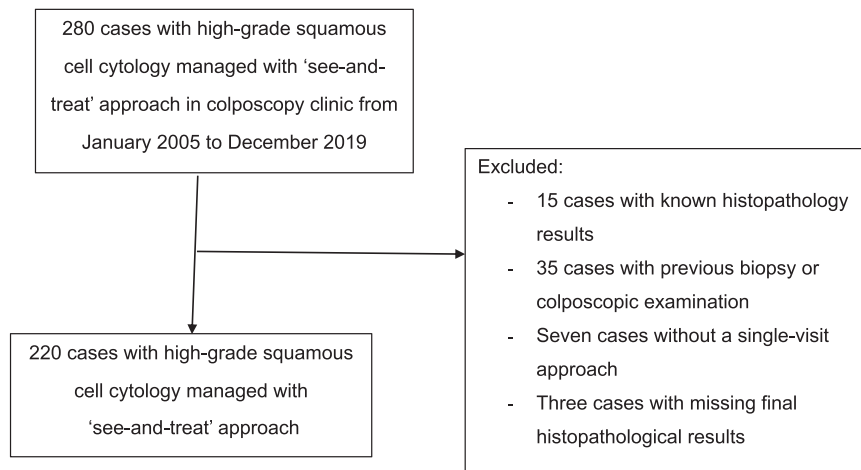 280 cases with high-grade squamous
cell cytology managed with ‘see-and-
treat’ approach in colposcopy clinic from
January 2005 to December 2019
Excluded:
- 15 cases with known histopathology
results
- 35 cases with previous biopsy or
colposcopic examination
- Seven cases without a single-visit
approach
- Three cases with missing final
histopathological results
220 cases with high-grade squamous
cell cytology managed with
‘see-and-treat’ approach